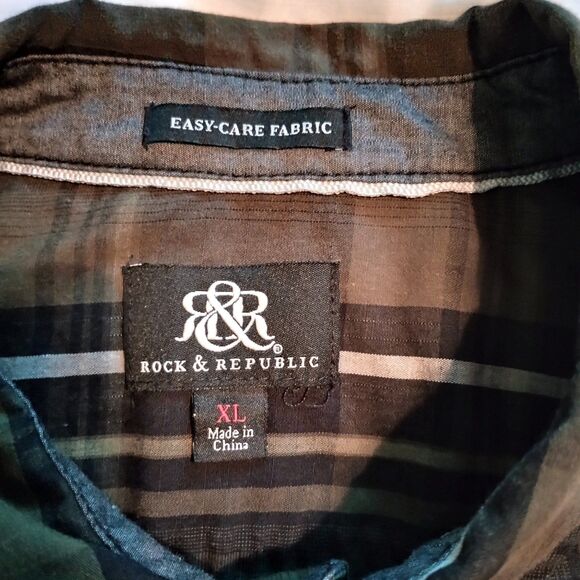 EASY-CARE FABRIC
R&R®
ROCK & REPUBLIC
XL
Made in
China